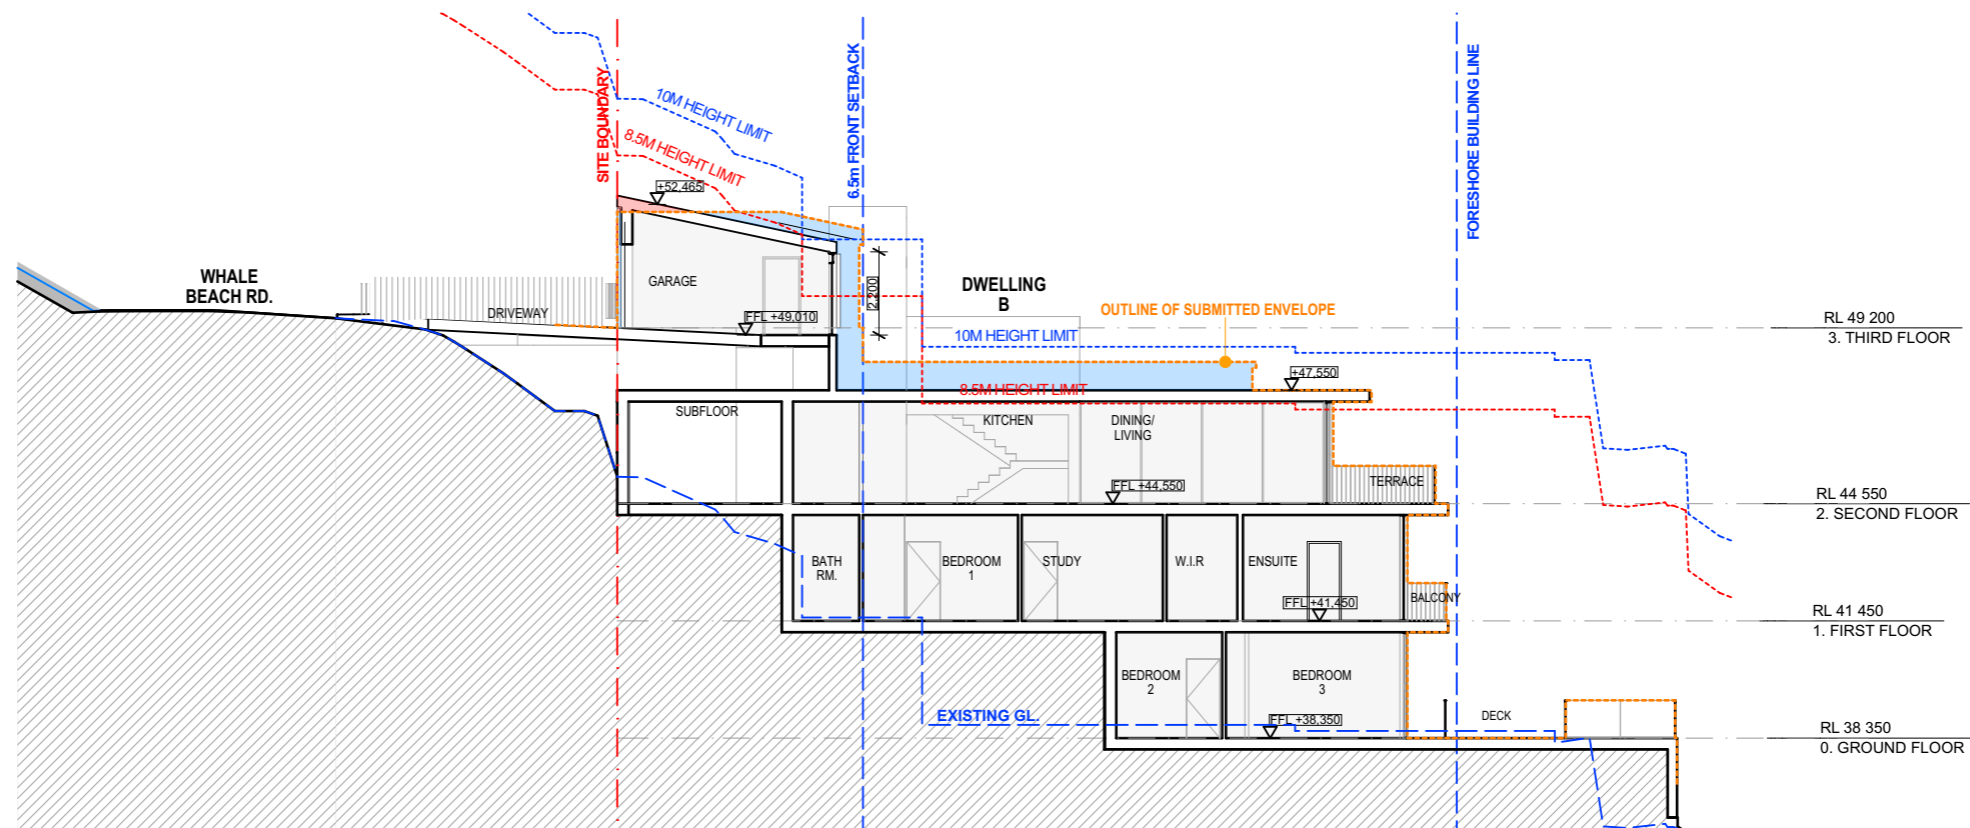 SITE BOUNDARY
10M HEIGHT LIMIT
8.5M HEIGHT LIMIT
6.5m FRONT SETBACK
FORESHORE BUILDING LINE
+52,465
WHALE
BEACH RD.
DRIVEWAY
GARAGE
FFL +49,010
2,200
DWELLING
B
OUTLINE OF SUBMITTED ENVELOPE
10M HEIGHT LIMIT
RL 49 200
3. THIRD FLOOR
+47,550
8.5M HEIGHT LIMIT
SUBFLOOR
KITCHEN
DINING/
LIVING
FFL +44,550
TERRACE
RL 44 550
2. SECOND FLOOR
BATH
RM.
BEDROOM
1
STUDY
W.I.R
ENSUITE
FFL +41,450
BALCONY
RL 41 450
1. FIRST FLOOR
BEDROOM
2
BEDROOM
3
EXISTING GL.
FFL +38,350
DECK
RL 38 350
0. GROUND FLOOR